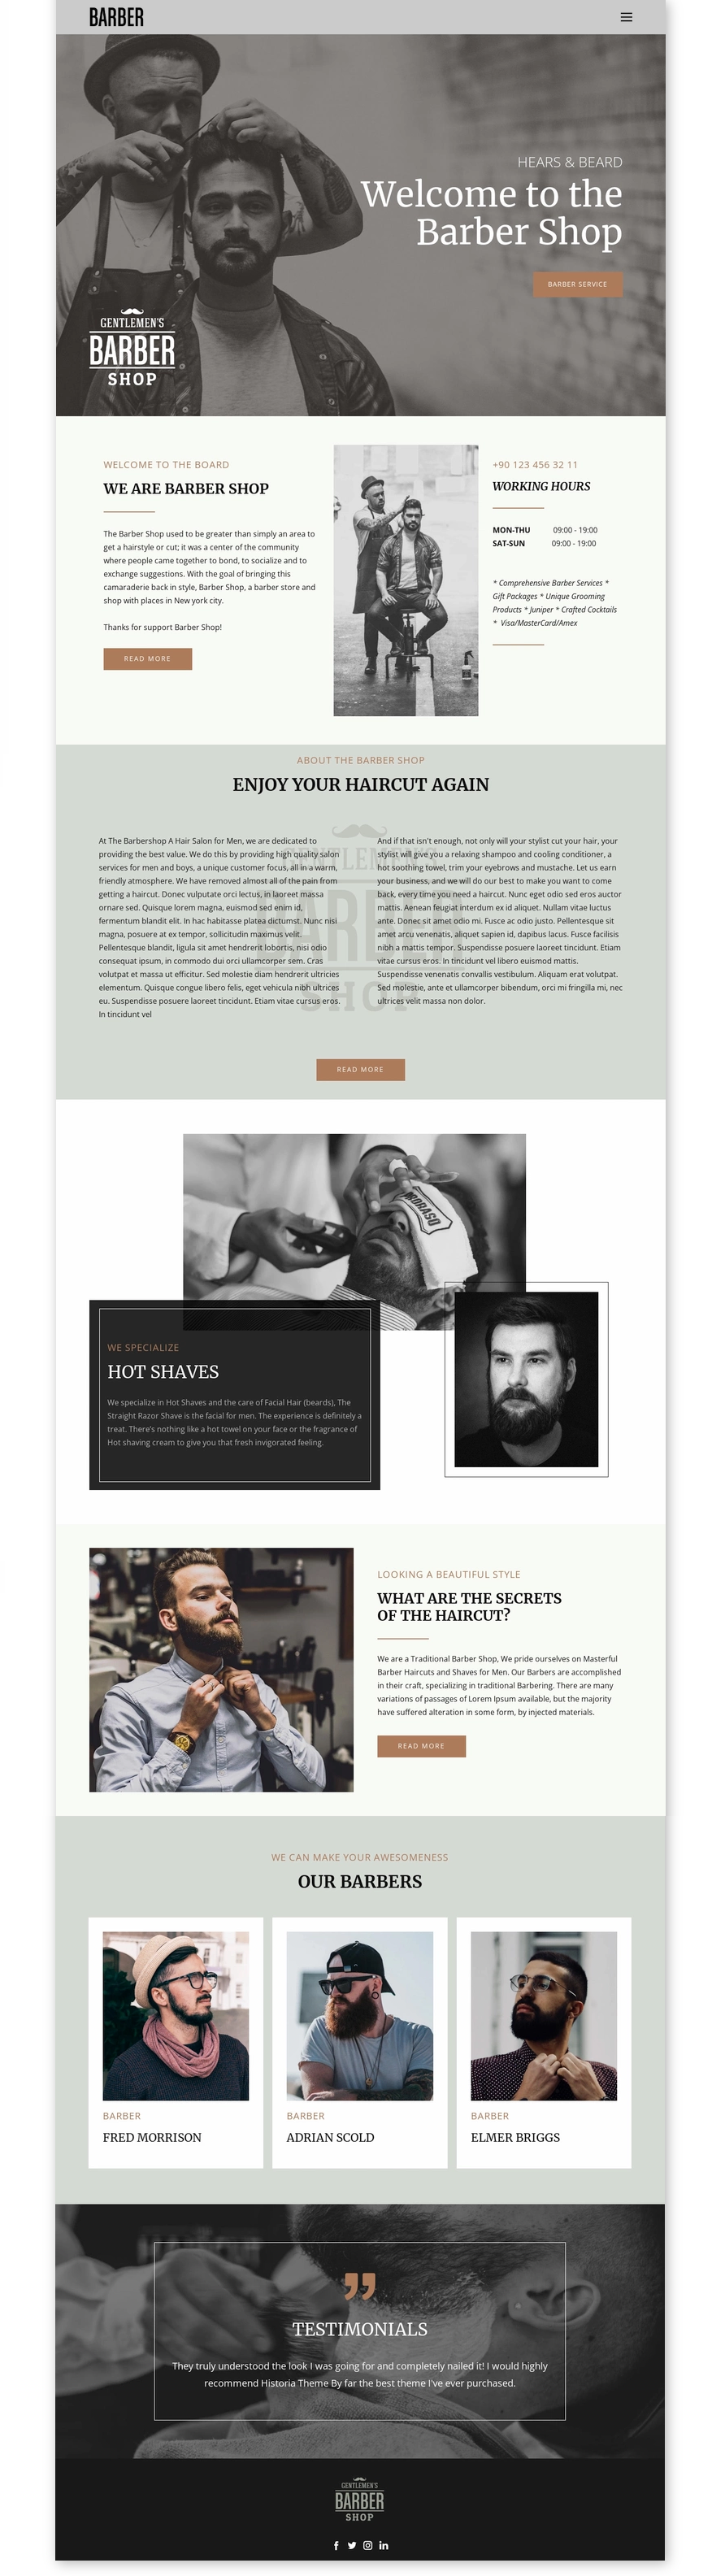 BARBER
HEARS & BEARD
Welcome to the
Barber Shop
BARBER SERVICE
GENTLEMEN'S
BARBER
SHOP
WELCOME TO THE BOARD
WE ARE BARBER SHOP
The Barber Shop used to be greater than simply an area to
get a hairstyle or cut; it was a center of the community
where people came together to bond, to socialize and to
exchange suggestions. With the goal of bringing this
camaraderie back in style, Barber Shop, a barber store and
shop with places in New york city.
Thanks for support Barber Shop!
READ MORE
+90 123 456 32 11
WORKING HOURS
MON-THU 09:00 - 19:00
SAT-SUN 09:00 - 19:00
* Comprehensive Barber Services *
Gift Packages * Unique Grooming
Products * Juniper * Crafted Cocktails
* Visa/MasterCard/Amex
ABOUT THE BARBER SHOP
ENJOY YOUR HAIRCUT AGAIN
GENTLEMEN'S
BARBER
SHOP
At The Barbershop A Hair Salon for Men, we are dedicated to
providing the best value. We do this by providing high quality salon
services for men and boys, a unique customer focus, all in a warm,
friendly atmosphere. We have removed almost all of the pain from
getting a haircut. Donec vulputate orci lectus, in laoreet massa
ornare sed. Quisque lorem magna, euismod sed enim id,
fermentum blandit elit. In hac habitasse platea dictumst. Nunc nisi
magna, posuere at ex tempor, sollicitudin maximus velit.
Pellentesque blandit, ligula sit amet hendrerit lobortis, nisi odio
consequat ipsum, in commodo dui orci ullamcorper sem. Cras
volutpat et massa ut efficitur. Sed molestie diam hendrerit ultricies
elementum. Quisque congue libero felis, eget vehicula nibh ultrices
eu. Suspendisse posuere laoreet tincidunt. Etiam vitae cursus eros.
In tincidunt vel
And if that isn't enough, not only will your stylist cut your hair, your
stylist will give you a relaxing shampoo and cooling conditioner, a
hot soothing towel, trim your eyebrows and mustache. Let us earn
your business, and we will do our best to make you want to come
back, every time you need a haircut. Nunc eget odio sed eros auctor
mattis. Aenean feugiat interdum ex id aliquet. Nullam vitae luctus
ante. Donec sit amet odio mi. Fusce ac odio justo. Pellentesque sit
amet arcu venenatis, aliquet sapien id, dapibus lacus. Fusce facilisis
nibh a mattis tempor. Suspendisse posuere laoreet tincidunt. Etiam
vitae cursus eros. In tincidunt vel libero euismod mattis.
Suspendisse venenatis convallis vestibulum. Aliquam erat volutpat.
Sed molestie, ante et ullamcorper bibendum, orci mi fringilla mi, nec
ultrices velit massa non dolor.
READ MORE
PRORASO
WE SPECIALIZE
HOT SHAVES
We specialize in Hot Shaves and the care of Facial Hair (beards), The
Straight Razor Shave is the facial for men. The experience is definitely a
treat. There's nothing like a hot towel on your face or the fragrance of
Hot shaving cream to give you that fresh invigorated feeling.
LOOKING A BEAUTIFUL STYLE
WHAT ARE THE SECRETS
OF THE HAIRCUT?
We are a Traditional Barber Shop, We pride ourselves on Masterful
Barber Haircuts and Shaves for Men. Our Barbers are accomplished
in their craft, specializing in traditional Barbering. There are many
variations of passages of Lorem Ipsum available, but the majority
have suffered alteration in some form, by injected materials.
READ MORE
WE CAN MAKE YOUR AWESOMENESS
OUR BARBERS
BARBER
FRED MORRISON
BARBER
ADRIAN SCOLD
BARBER
ELMER BRIGGS
TESTIMONIALS
They truly understood the look I was going for and completely nailed it! I would highly
recommend Historia Theme By far the best theme I've ever purchased.
GENTLEMEN'S
BARBER
SHOP